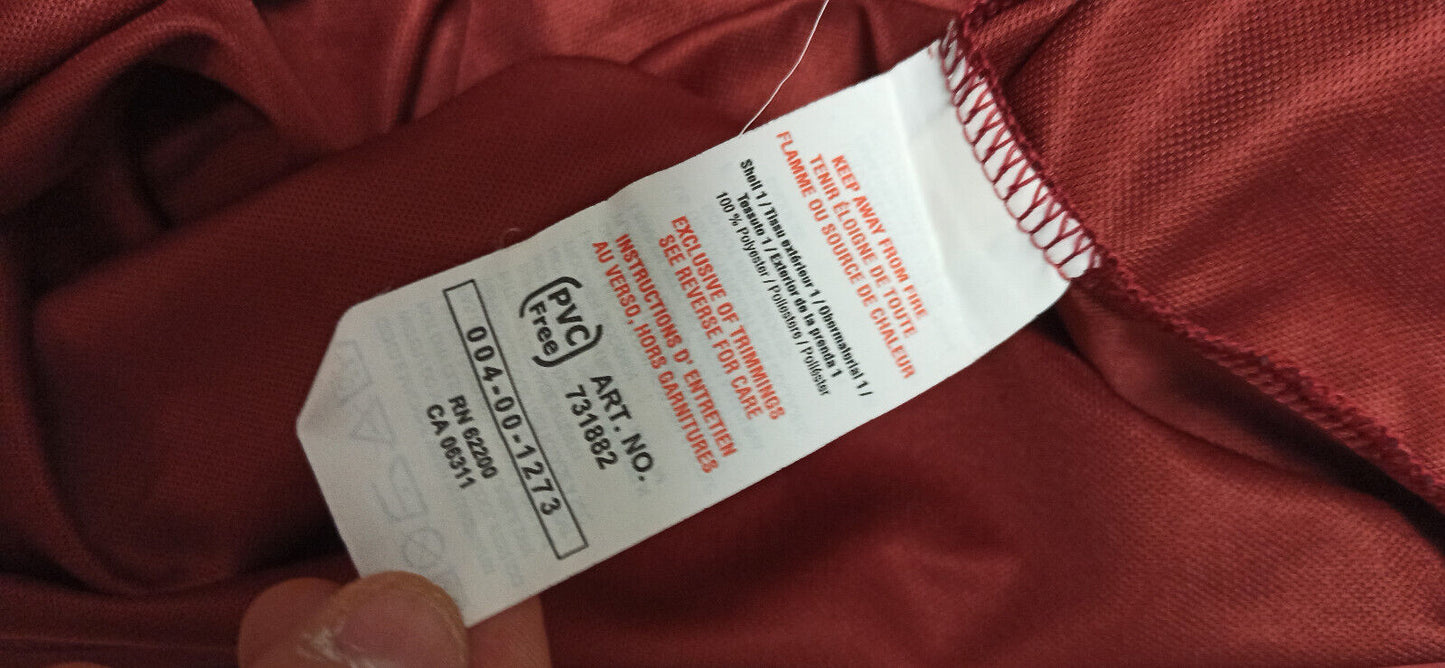 KEEP AWAY FROM FIRE
TENIR ÉLOIGNE DE TOUTE
FLAMME OU SOURCE DE CHALEUR
Shell 1 / Tissu extérieur 1 / Obermaterial 1 /
Tessuto 1 / Exterior de la prenda 1
100 % Polyester / Poliestere / Poliéster
EXCLUSIVE OF TRIMMINGS
SEE REVERSE FOR CARE
INSTRUCTIONS D' ENTRETIEN
AU VERSO, HORS GARNITURES
PVC
Free
ART. NO.
731882
004-00-1273
RN 62200
CA 06311